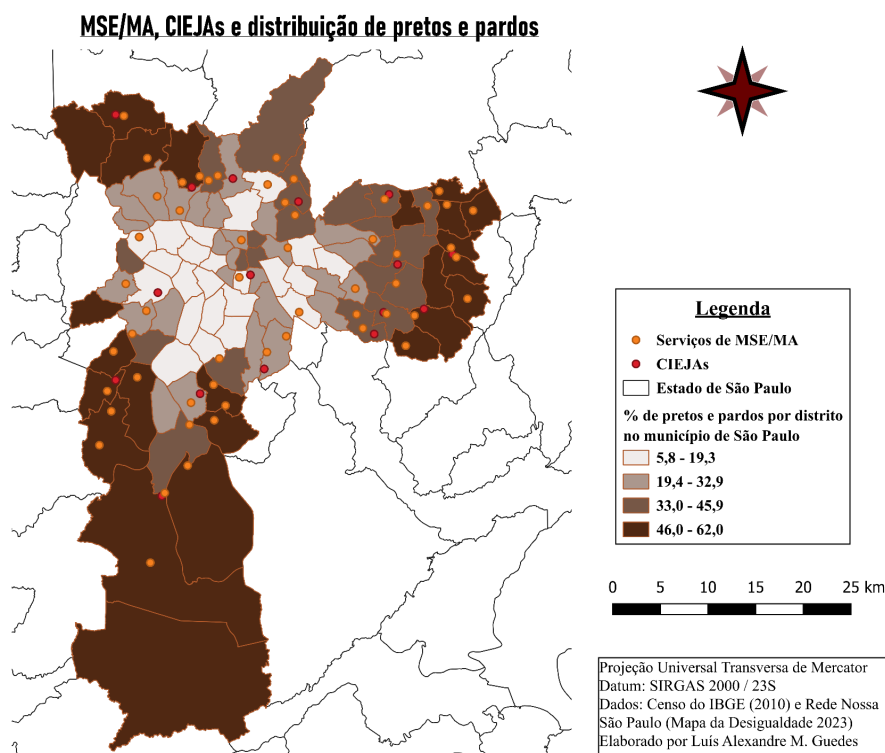 MSE/MA, CIEJAs e distribuição de pretos e pardos
Legenda
Serviços de MSE/MA
CIEJAs
Estado de São Paulo
% de pretos e pardos por distrito
no município de São Paulo
5,8 - 19,3
19,4 - 32,9
33,0 - 45,9
46,0 - 62,0
0 5 10 15 20 25 km
Projeção Universal Transversa de Mercator
Datum: SIRGAS 2000 / 23S
Dados: Censo do IBGE (2010) e Rede Nossa
São Paulo (Mapa da Desigualdade 2023)
Elaborado por Luís Alexandre M. Guedes